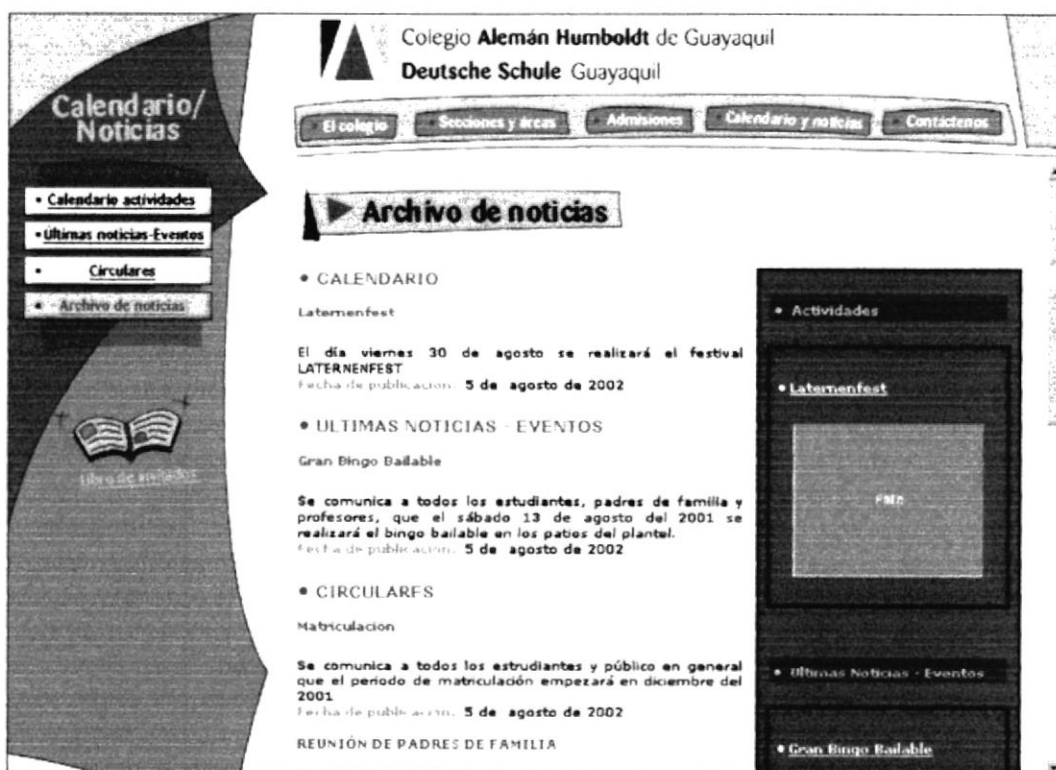 Colegio Alemán Humboldt de Guayaquil
Deutsche Schule Guayaquil
Calendario/
Noticias
El colegio
Secciones y áreas
Admisiones
Calendario y noticias
Contáctenos
• Calendario actividades
• Últimas noticias-Eventos
• Circulares
• Archivo de noticias
Libro de invitados
Archivo de noticias
• CALENDARIO
Laternenfest
El día viernes 30 de agosto se realizará el festival
LATERNENFEST
Fecha de publicación: 5 de agosto de 2002
• ULTIMAS NOTICIAS - EVENTOS
Gran Bingo Bailable
Se comunica a todos los estudiantes, padres de familia y
profesores, que el sábado 13 de agosto del 2001 se
realizará el bingo bailable en los patios del plantel.
Fecha de publicación: 5 de agosto de 2002
• CIRCULARES
Matriculacion
Se comunica a todos los estrudiantes y público en general
que el periodo de matriculación empezará en diciembre del
2001
Fecha de publicación: 5 de agosto de 2002
REUNIÓN DE PADRES DE FAMILIA
• Actividades
• Laternenfest
• Ultimas Noticias - Eventos
• Gran Bingo Bailable